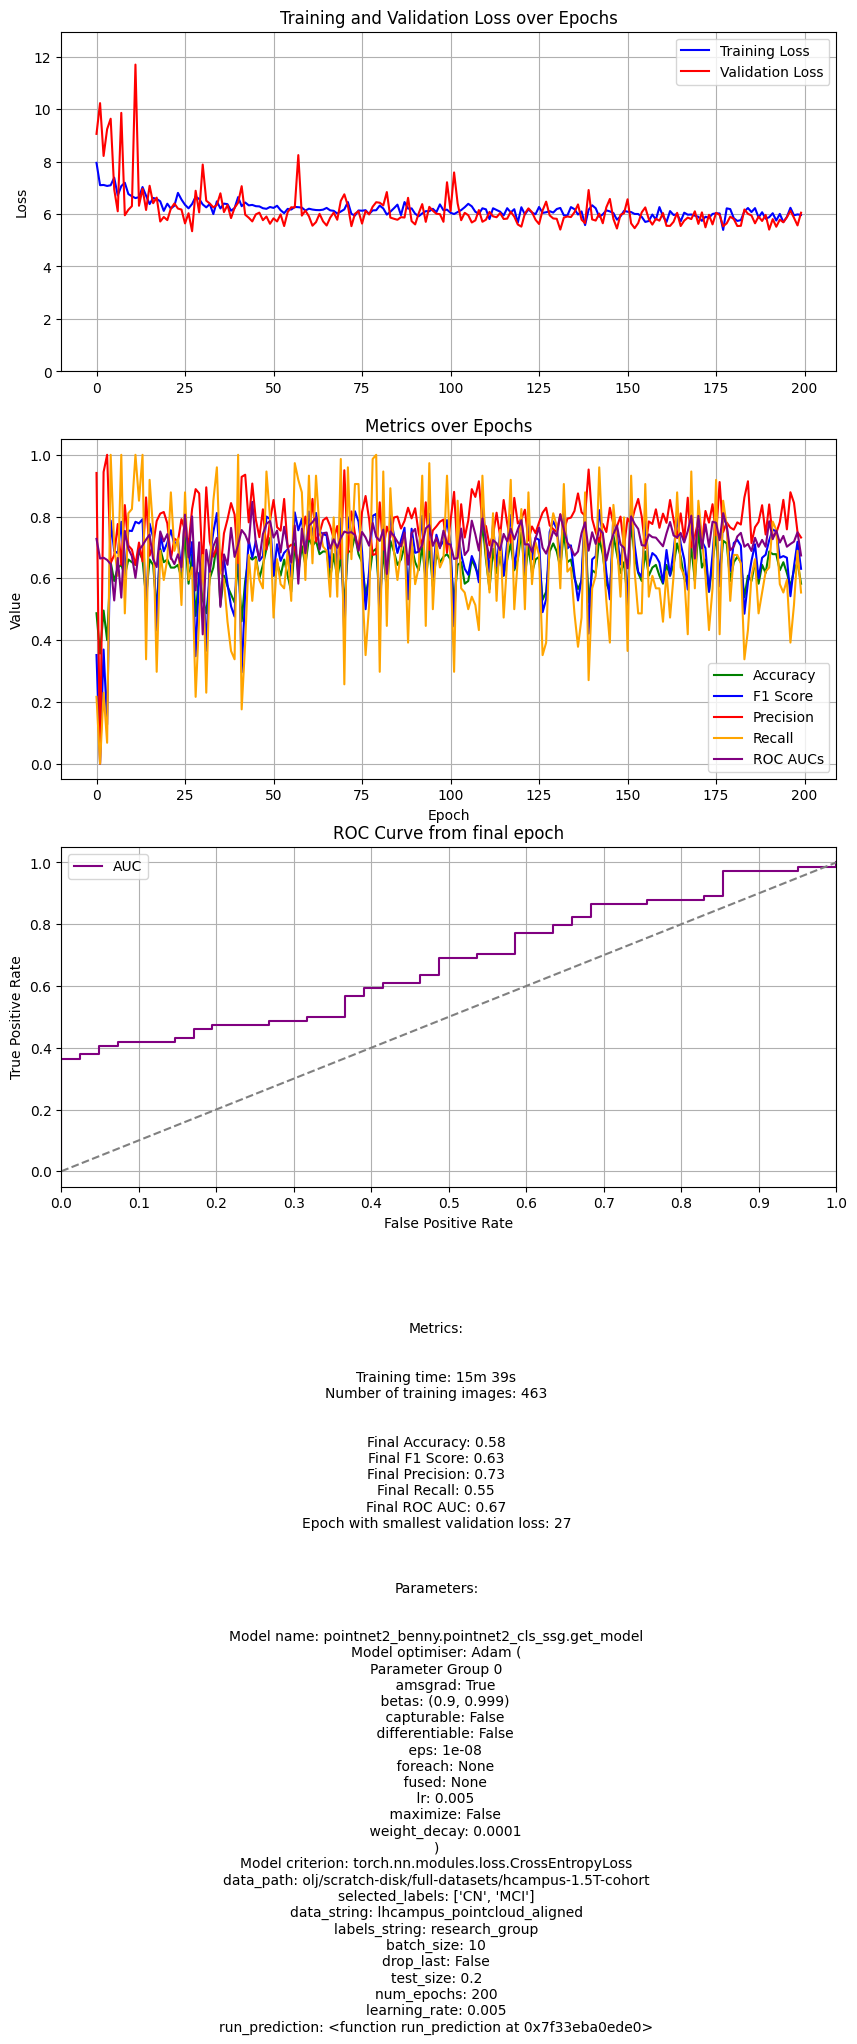 Training and Validation Loss over Epochs
12
10
8
6
4
2
0
Loss
Training Loss
Validation Loss
0 25 50 75 100 125 150 175 200
Metrics over Epochs
1.0
0.8
0.6
0.4
0.2
0.0
Value
Accuracy
F1 Score
Precision
Recall
ROC AUCs
0 25 50 75 100 125 150 175 200
Epoch
ROC Curve from final epoch
AUC
1.0
0.8
0.6
0.4
0.2
0.0
True Positive Rate
0.0 0.1 0.2 0.3 0.4 0.5 0.6 0.7 0.8 0.9 1.0
False Positive Rate
Metrics:
Training time: 15m 39s
Number of training images: 463
Final Accuracy: 0.58
Final F1 Score: 0.63
Final Precision: 0.73
Final Recall: 0.55
Final ROC AUC: 0.67
Epoch with smallest validation loss: 27
Parameters:
Model name: pointnet2_benny.pointnet2_cls_ssg.get_model
Model optimiser: Adam (
Parameter Group 0
amsgrad: True
betas: (0.9, 0.999)
capturable: False
differentiable: False
eps: 1e-08
foreach: None
fused: None
lr: 0.005
maximize: False
weight_decay: 0.0001
)
Model criterion: torch.nn.modules.loss.CrossEntropyLoss
data_path: olj/scratch-disk/full-datasets/hcampus-1.5T-cohort
selected_labels: ['CN', 'MCI']
data_string: lhcampus_pointcloud_aligned
labels_string: research_group
batch_size: 10
drop_last: False
test_size: 0.2
num_epochs: 200
learning_rate: 0.005
run_prediction: <function run_prediction at 0x7f33eba0ede0>